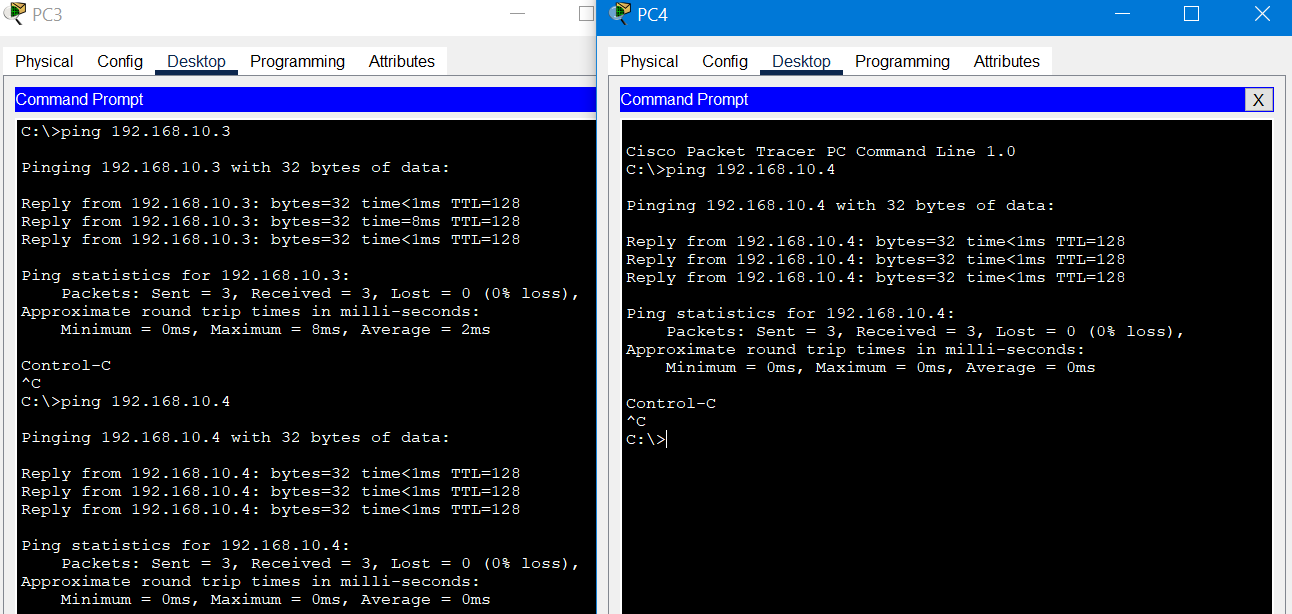 PC3
Physical Config Desktop Programming Attributes
Command Prompt
C:\>ping 192.168.10.3
Pinging 192.168.10.3 with 32 bytes of data:
Reply from 192.168.10.3: bytes=32 time<1ms TTL=128
Reply from 192.168.10.3: bytes=32 time=8ms TTL=128
Reply from 192.168.10.3: bytes=32 time<1ms TTL=128
Ping statistics for 192.168.10.3:
Packets: Sent = 3, Received = 3, Lost = 0 (0% loss),
Approximate round trip times in milli-seconds:
Minimum = 0ms, Maximum = 8ms, Average = 2ms
Control-C
^C
C:\>ping 192.168.10.4
Pinging 192.168.10.4 with 32 bytes of data:
Reply from 192.168.10.4: bytes=32 time<1ms TTL=128
Reply from 192.168.10.4: bytes=32 time<1ms TTL=128
Reply from 192.168.10.4: bytes=32 time<1ms TTL=128
Ping statistics for 192.168.10.4:
Packets: Sent = 3, Received = 3, Lost = 0 (0% loss),
Approximate round trip times in milli-seconds:
Minimum = 0ms, Maximum = 0ms, Average = 0ms
PC4
Physical Config Desktop Programming Attributes
Command Prompt X
Cisco Packet Tracer PC Command Line 1.0
C:\>ping 192.168.10.4
Pinging 192.168.10.4 with 32 bytes of data:
Reply from 192.168.10.4: bytes=32 time<1ms TTL=128
Reply from 192.168.10.4: bytes=32 time<1ms TTL=128
Reply from 192.168.10.4: bytes=32 time<1ms TTL=128
Ping statistics for 192.168.10.4:
Packets: Sent = 3, Received = 3, Lost = 0 (0% loss),
Approximate round trip times in milli-seconds:
Minimum = 0ms, Maximum = 0ms, Average = 0ms
Control-C
^C
C:\>